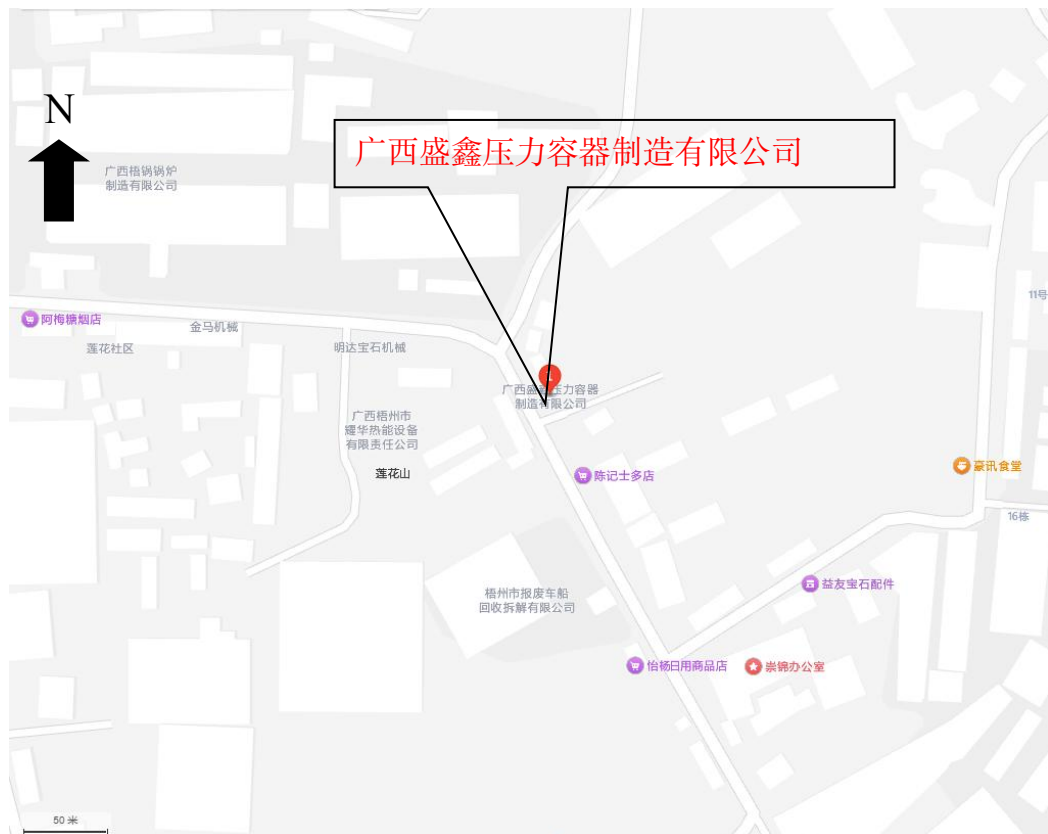 N
广西盛鑫压力容器制造有限公司
广西梧锅锅炉
制造有限公司
11号
阿梅糖烟店
金马机械
莲花社区
明达宝石机械
广西盛鑫压力容器
制造有限公司
广西梧州市
耀华热能设备
有限责任公司
莲花山
陈记士多店
豪讯食堂
16栋
益友宝石配件
梧州市报废车船
回收拆解有限公司
怡杨日用商品店
崇锦办公室
50 米